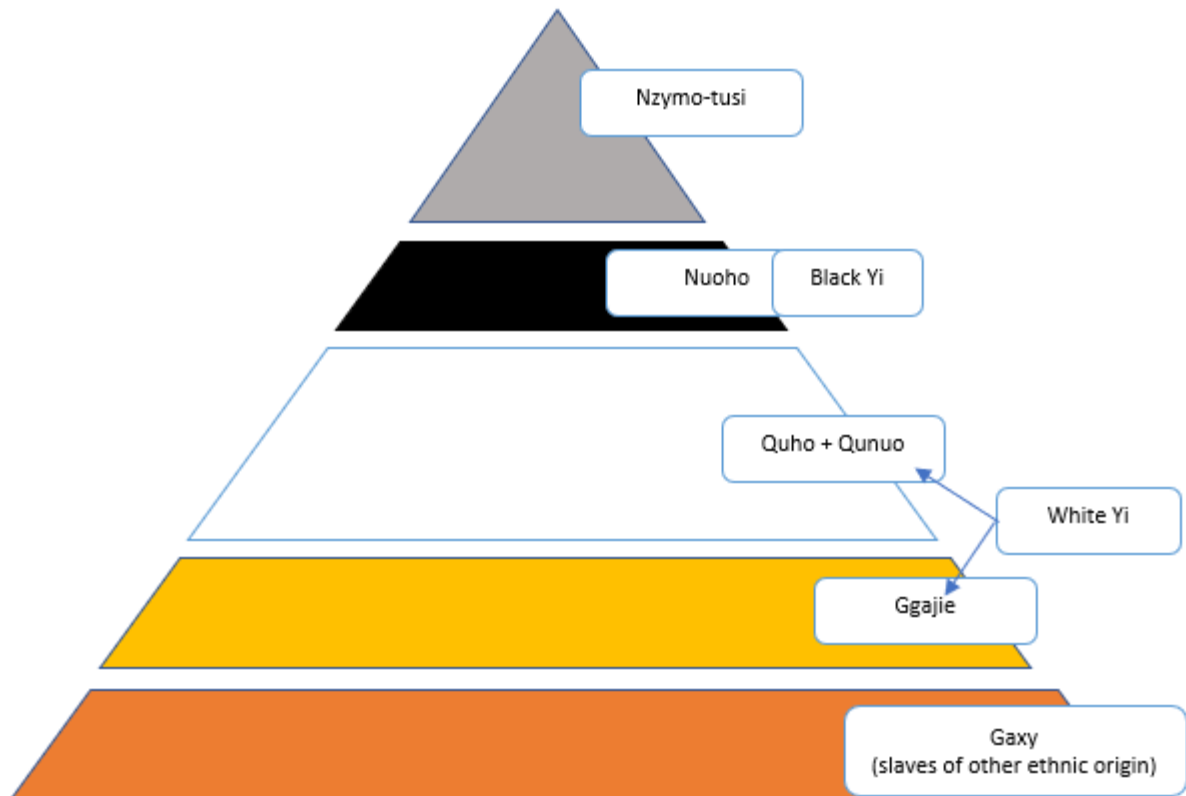 Nzymo-tusi
Nuoho
Black Yi
Quho + Qunuo
White Yi
Ggajie
Gaxy
(slaves of other ethnic origin)